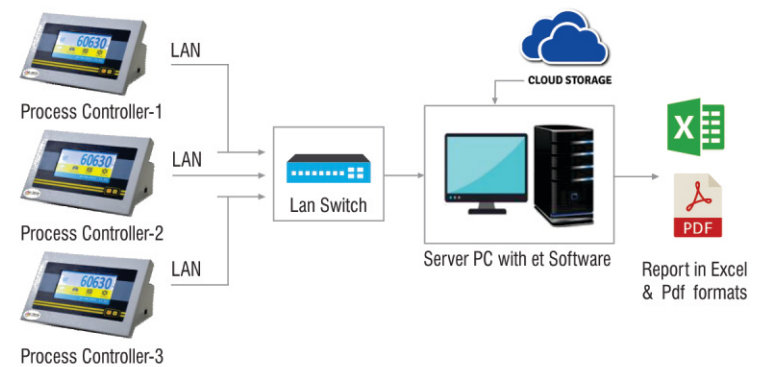 60630
LAN
Process Controller-1
60630
LAN
Process Controller-2
60630
LAN
Process Controller-3
Lan Switch
CLOUD STORAGE
Server PC with et Software
X
PDF
Report in Excel
& Pdf formats